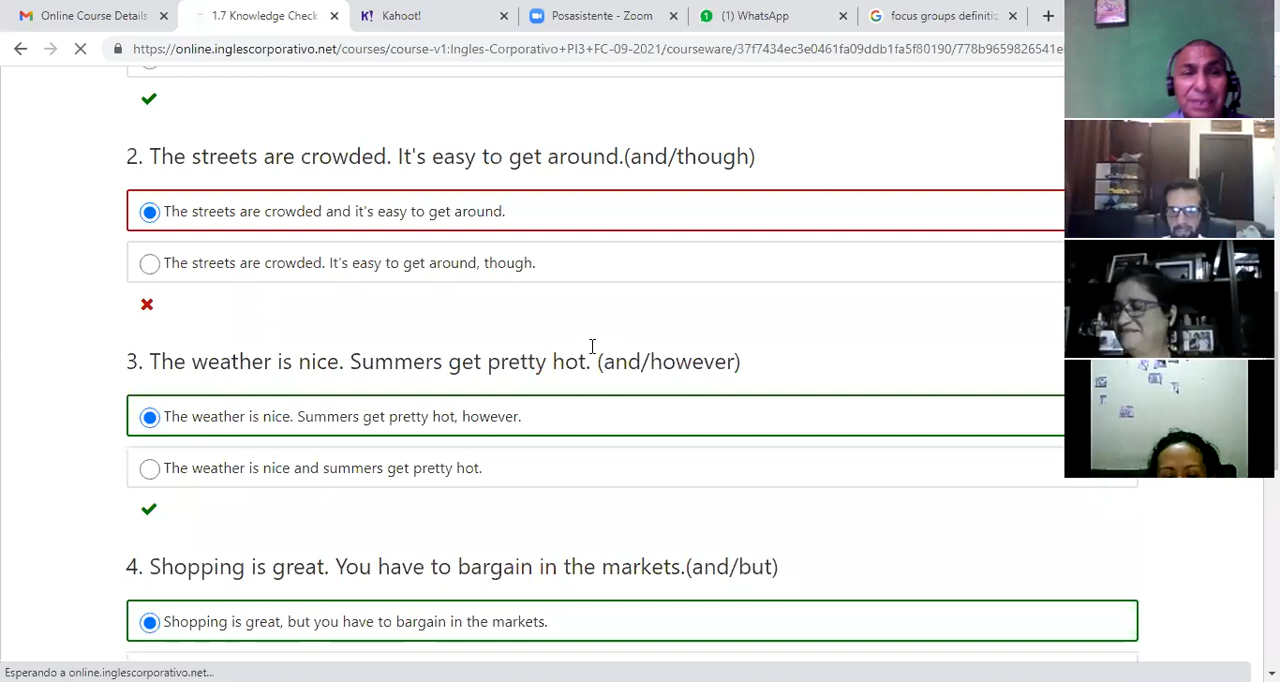 Online Course Details
1.7 Knowledge Check
Kahoot!
Posasistente - Zoom
(1) WhatsApp
focus groups definitic
https://online.inglescorporativo.net/courses/course-v1:Ingles-Corporativo+PI3+FC-09-2021/courseware/37f7434ec3e0461fa09ddb1fa5f80190/778b9659826541e
2. The streets are crowded. It's easy to get around.(and/though)
The streets are crowded and it's easy to get around.
The streets are crowded. It's easy to get around, though.
3. The weather is nice. Summers get pretty hot. (and/however)
The weather is nice. Summers get pretty hot, however.
The weather is nice and summers get pretty hot.
4. Shopping is great. You have to bargain in the markets.(and/but)
Shopping is great, but you have to bargain in the markets.
Esperando a online.inglescorporativo.net...